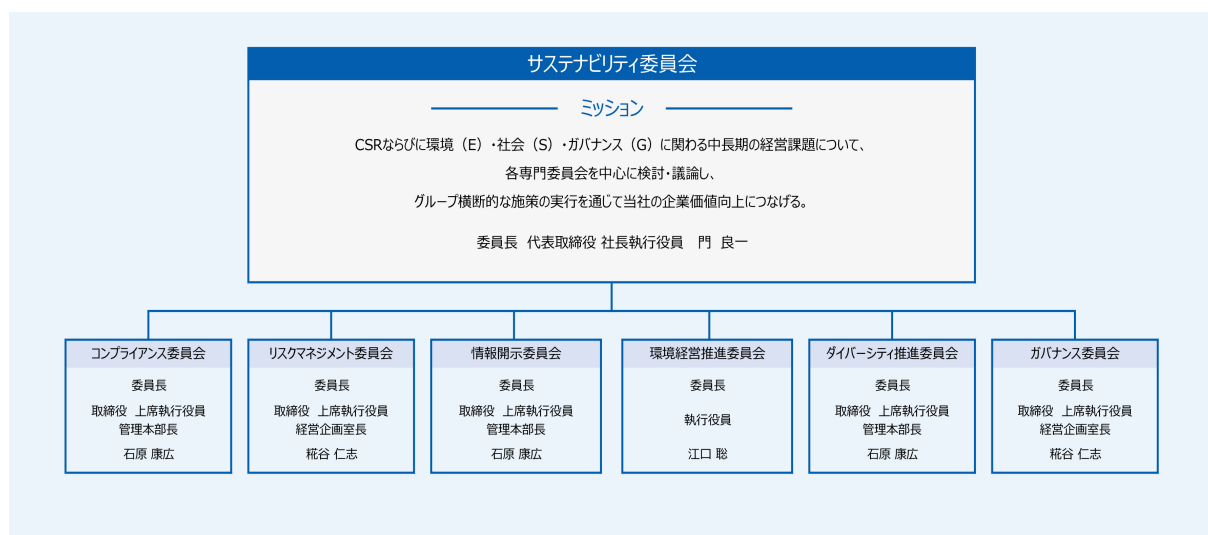 サステナビリティ委員会
ミッション
CSRならびに環境（E）・社会（S）・ガバナンス（G）に関わる中長期の経営課題について、
各専門委員会を中心に検討・議論し、
グループ横断的な施策の実行を通じて当社の企業価値向上につなげる。
委員長 代表取締役 社長執行役員　門 良一
コンプライアンス委員会
委員長
取締役 上席執行役員
管理本部長
石原 康広
リスクマネジメント委員会
委員長
取締役 上席執行役員
経営企画室長
糀谷 仁志
情報開示委員会
委員長
取締役 上席執行役員
管理本部長
石原 康広
環境経営推進委員会
委員長
執行役員
江口 聡
ダイバーシティ推進委員会
委員長
取締役 上席執行役員
管理本部長
石原 康広
ガバナンス委員会
委員長
取締役 上席執行役員
経営企画室長
糀谷 仁志